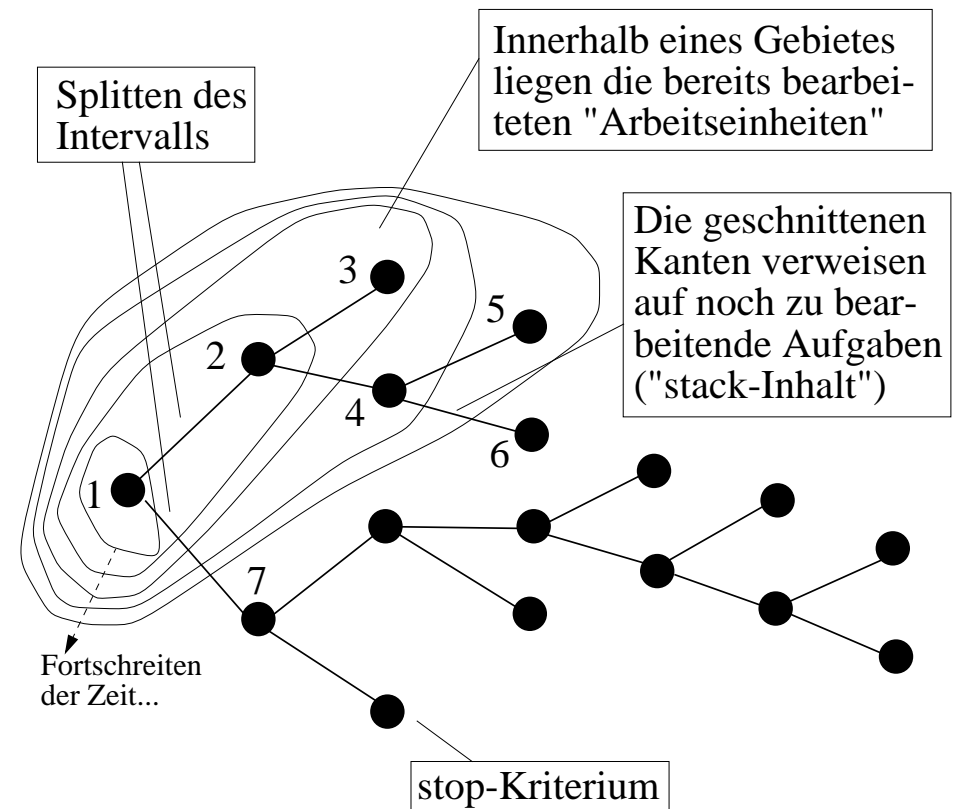 Innerhalb eines Gebietes
liegen die bereits bearbei-
teten "Arbeitseinheiten"
Splitten des
Intervalls
Die geschnittenen
Kanten verweisen
auf noch zu bear-
beitende Aufgaben
("stack-Inhalt")
3
5
2
4
6
1
7
Fortschreiten
der Zeit...
stop-Kriterium